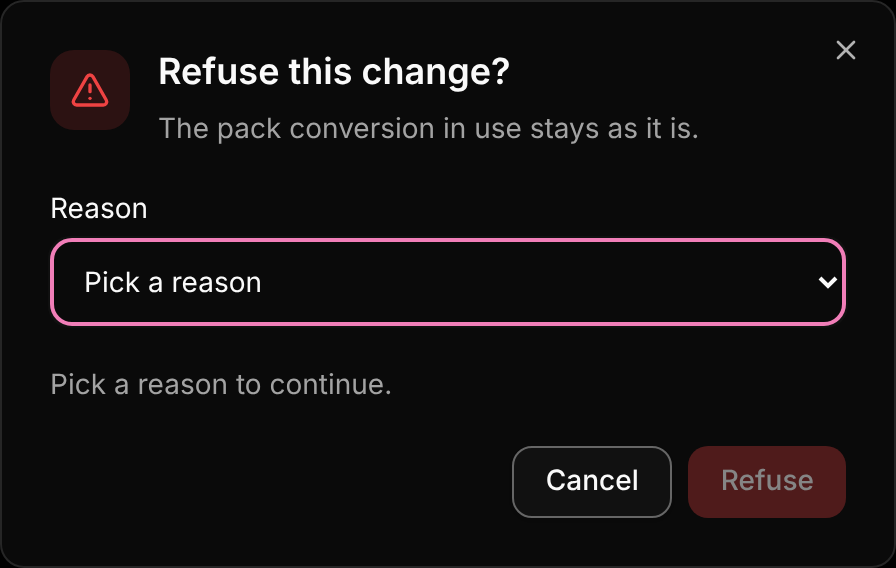 Refuse this change?
The pack conversion in use stays as it is.
Reason
Pick a reason
Pick a reason to continue.
Cancel
Refuse